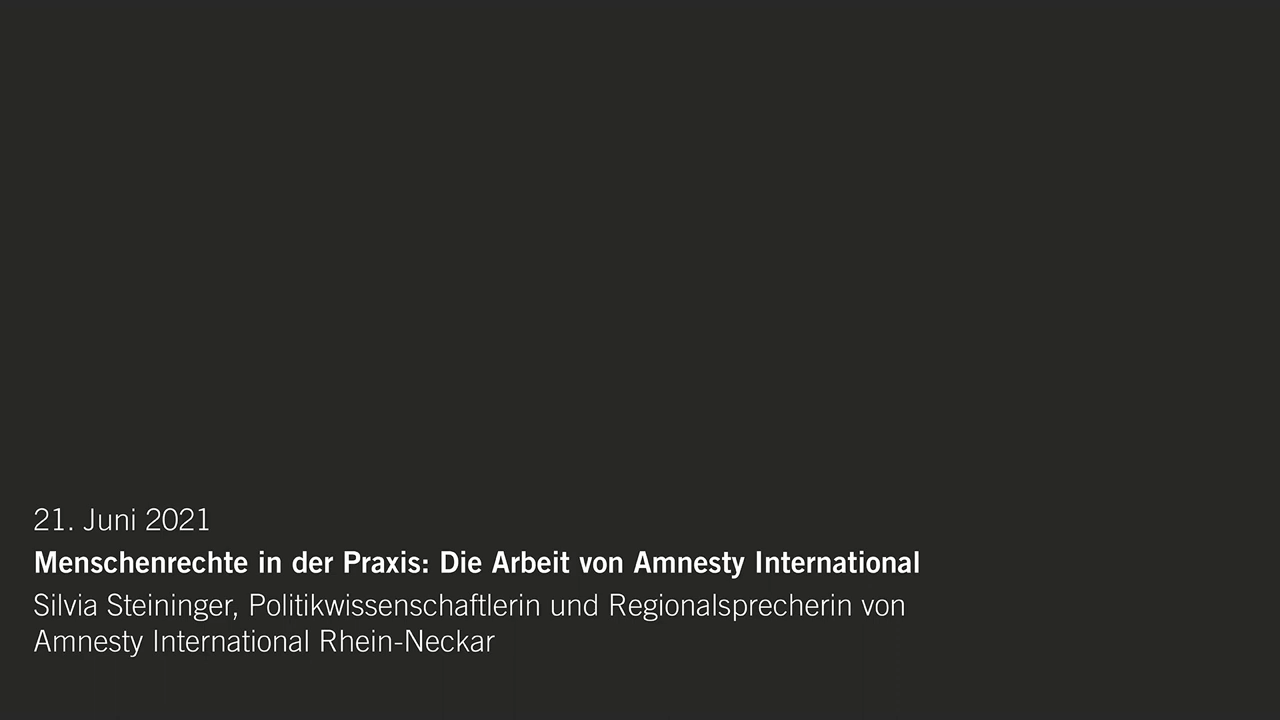 21. Juni 2021
Menschenrechte in der Praxis: Die Arbeit von Amnesty International
Silvia Steininger, Politikwissenschaftlerin und Regionalsprecherin von
Amnesty International Rhein-Neckar